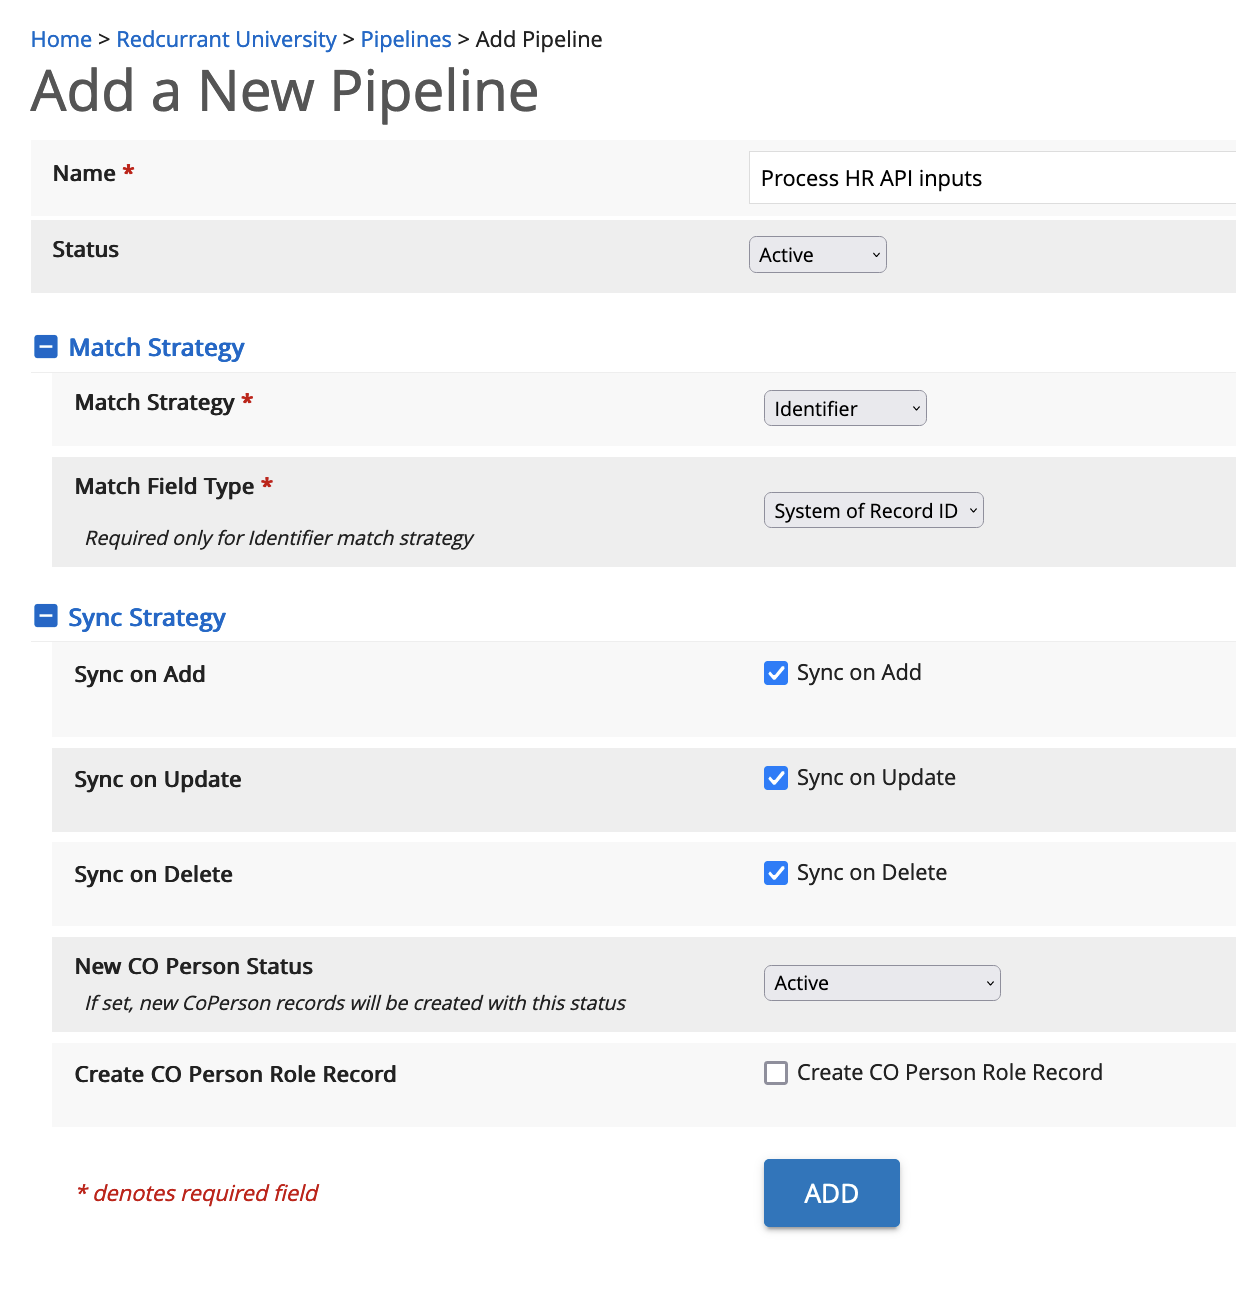 Home > Redcurrant University > Pipelines > Add Pipeline
Add a New Pipeline
Name * Process HR API inputs
Status Active
Match Strategy
Match Strategy * Identifier
Match Field Type * System of Record ID
Required only for Identifier match strategy
Sync Strategy
Sync on Add Sync on Add
Sync on Update Sync on Update
Sync on Delete Sync on Delete
New CO Person Status Active
If set, new CoPerson records will be created with this status
Create CO Person Role Record Create CO Person Role Record
* denotes required field ADD